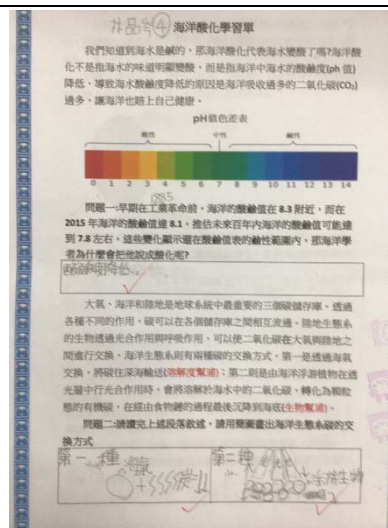 林品岑④ 海洋酸化學習單
我們知道到海水是鹹的,那海洋酸化代表海水變酸了嗎?海洋酸
化不是指海水的味道明顯變酸,而是指海洋中海水的酸鹼度(ph 值)
降低,導致海水酸鹼度降低的原因是海洋吸收過多的二氧化碳(CO₂)
過多,讓海洋也賠上自己健康。
pH值色差表
酸性 中性 鹼性
0 1 2 3 4 5 6 7 8 9 10 11 12 13 14
1885
問題一:早期在工業革命前,海洋的酸鹼值在 8.3 附近,而在
2015 年海洋的酸鹼值達 8.1,推估未來百年內海洋的酸鹼值可能達
到 7.8 左右,這些變化顯示還在酸鹼值表的鹼性範圍內,那海洋學
者為什麼會把他說成酸化呢?
酸鹼度降低。
大氣、海洋和陸地是地球系統中最重要的三個碳儲存庫。透過
各種不同的作用,碳可以在各個儲存庫之間相互流通。陸地生態系
的生物透過光合作用與呼吸作用,可以使二氧化碳在大氣與陸地之
間進行交換。海洋生態系則有兩種碳的交換方式,第一是透過海氣
交換,將碳往深海輸送(溶解度幫浦);第二則是由海洋浮游植物在透
光層中行光合作用時,會將溶解於海水中的二氧化碳,轉化為顆粒
態的有機碳,在經由食物鏈的過程最後沉降到海底(生物幫浦)。
問題二:請讀完上述段落敘述,請用簡圖畫出海洋生態系碳的交
換方式
第一種 第二種
海氣 浮游生物
碳